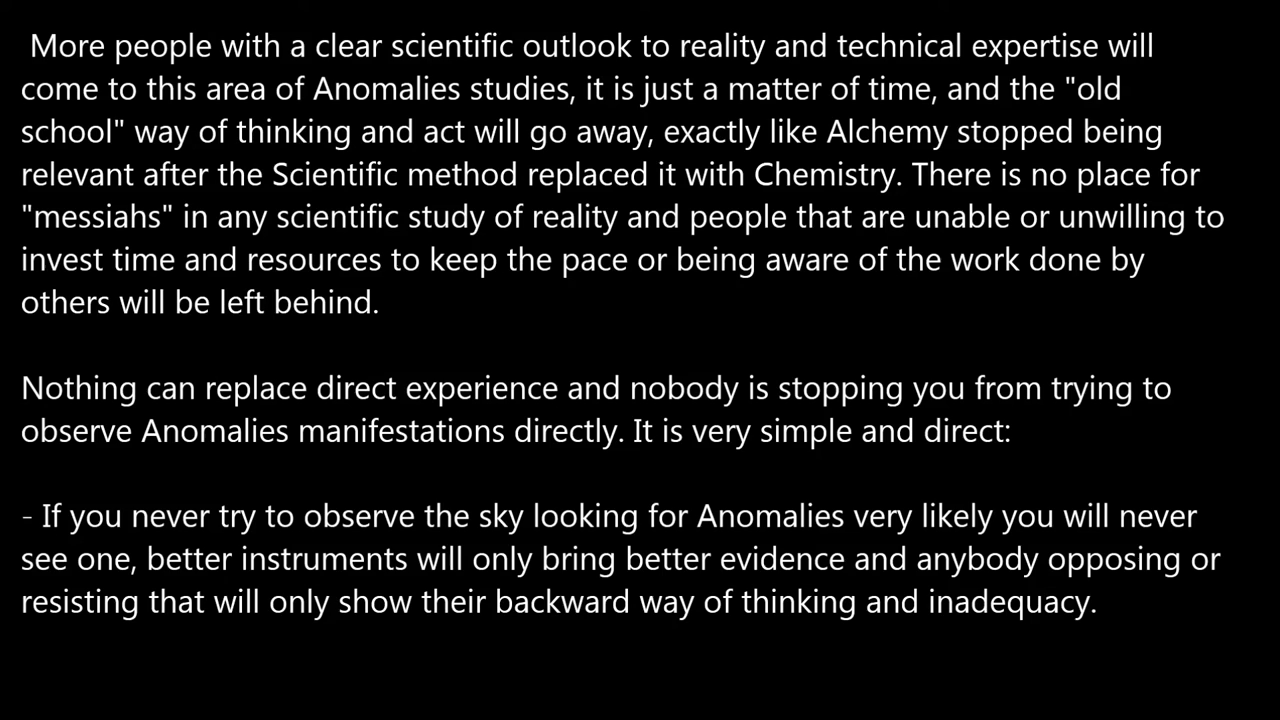 More people with a clear scientific outlook to reality and technical expertise will
come to this area of Anomalies studies, it is just a matter of time, and the "old
school" way of thinking and act will go away, exactly like Alchemy stopped being
relevant after the Scientific method replaced it with Chemistry. There is no place for
"messiahs" in any scientific study of reality and people that are unable or unwilling to
invest time and resources to keep the pace or being aware of the work done by
others will be left behind.
Nothing can replace direct experience and nobody is stopping you from trying to
observe Anomalies manifestations directly. It is very simple and direct:
- If you never try to observe the sky looking for Anomalies very likely you will never
see one, better instruments will only bring better evidence and anybody opposing or
resisting that will only show their backward way of thinking and inadequacy.